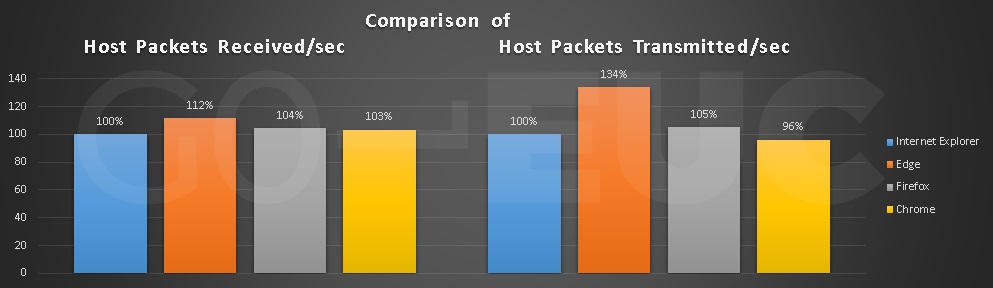 Comparison of
Host Packets Received/sec
Host Packets Transmitted/sec
140
120
100
80
60
40
20
0
100%
112%
104%
103%
100%
134%
105%
96%
Internet Explorer
Edge
Firefox
Chrome
GO-EUC